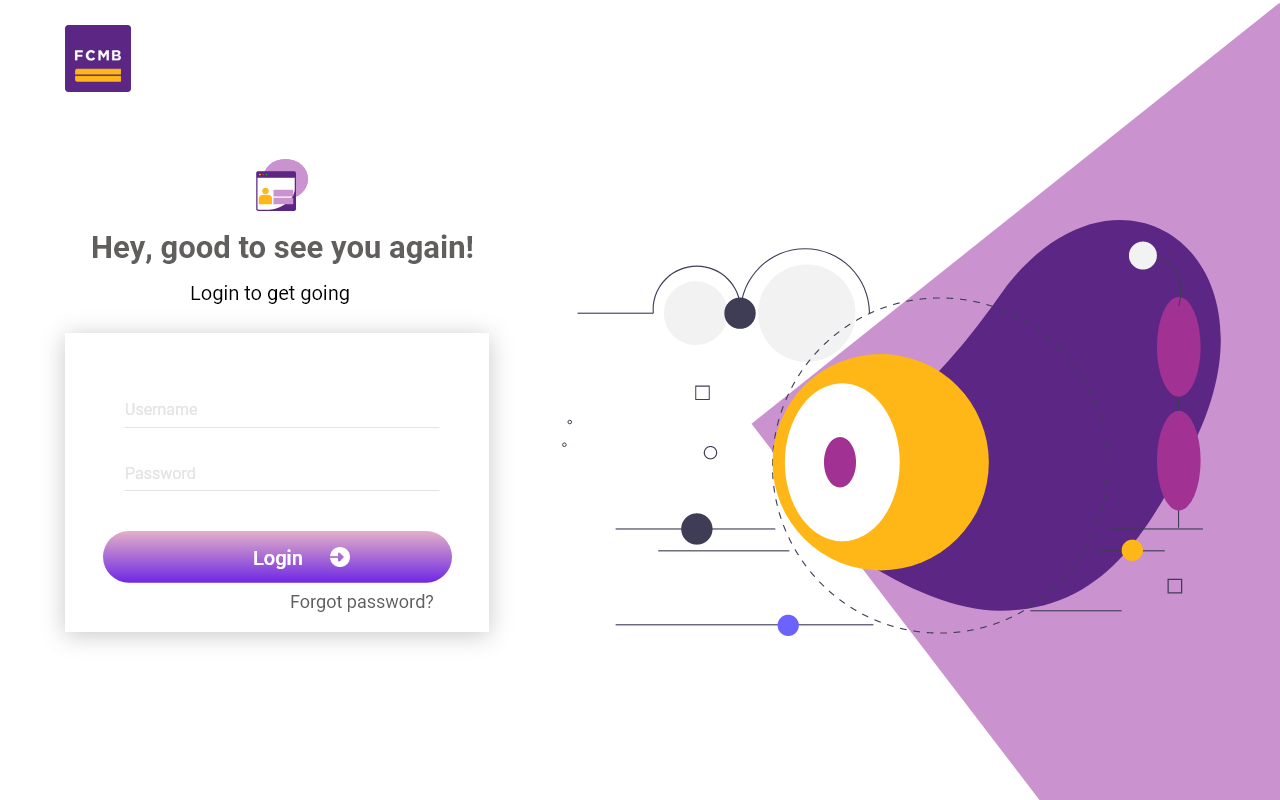 FCMB
Hey, good to see you again!
Login to get going
Username
Password
Login
Forgot password?